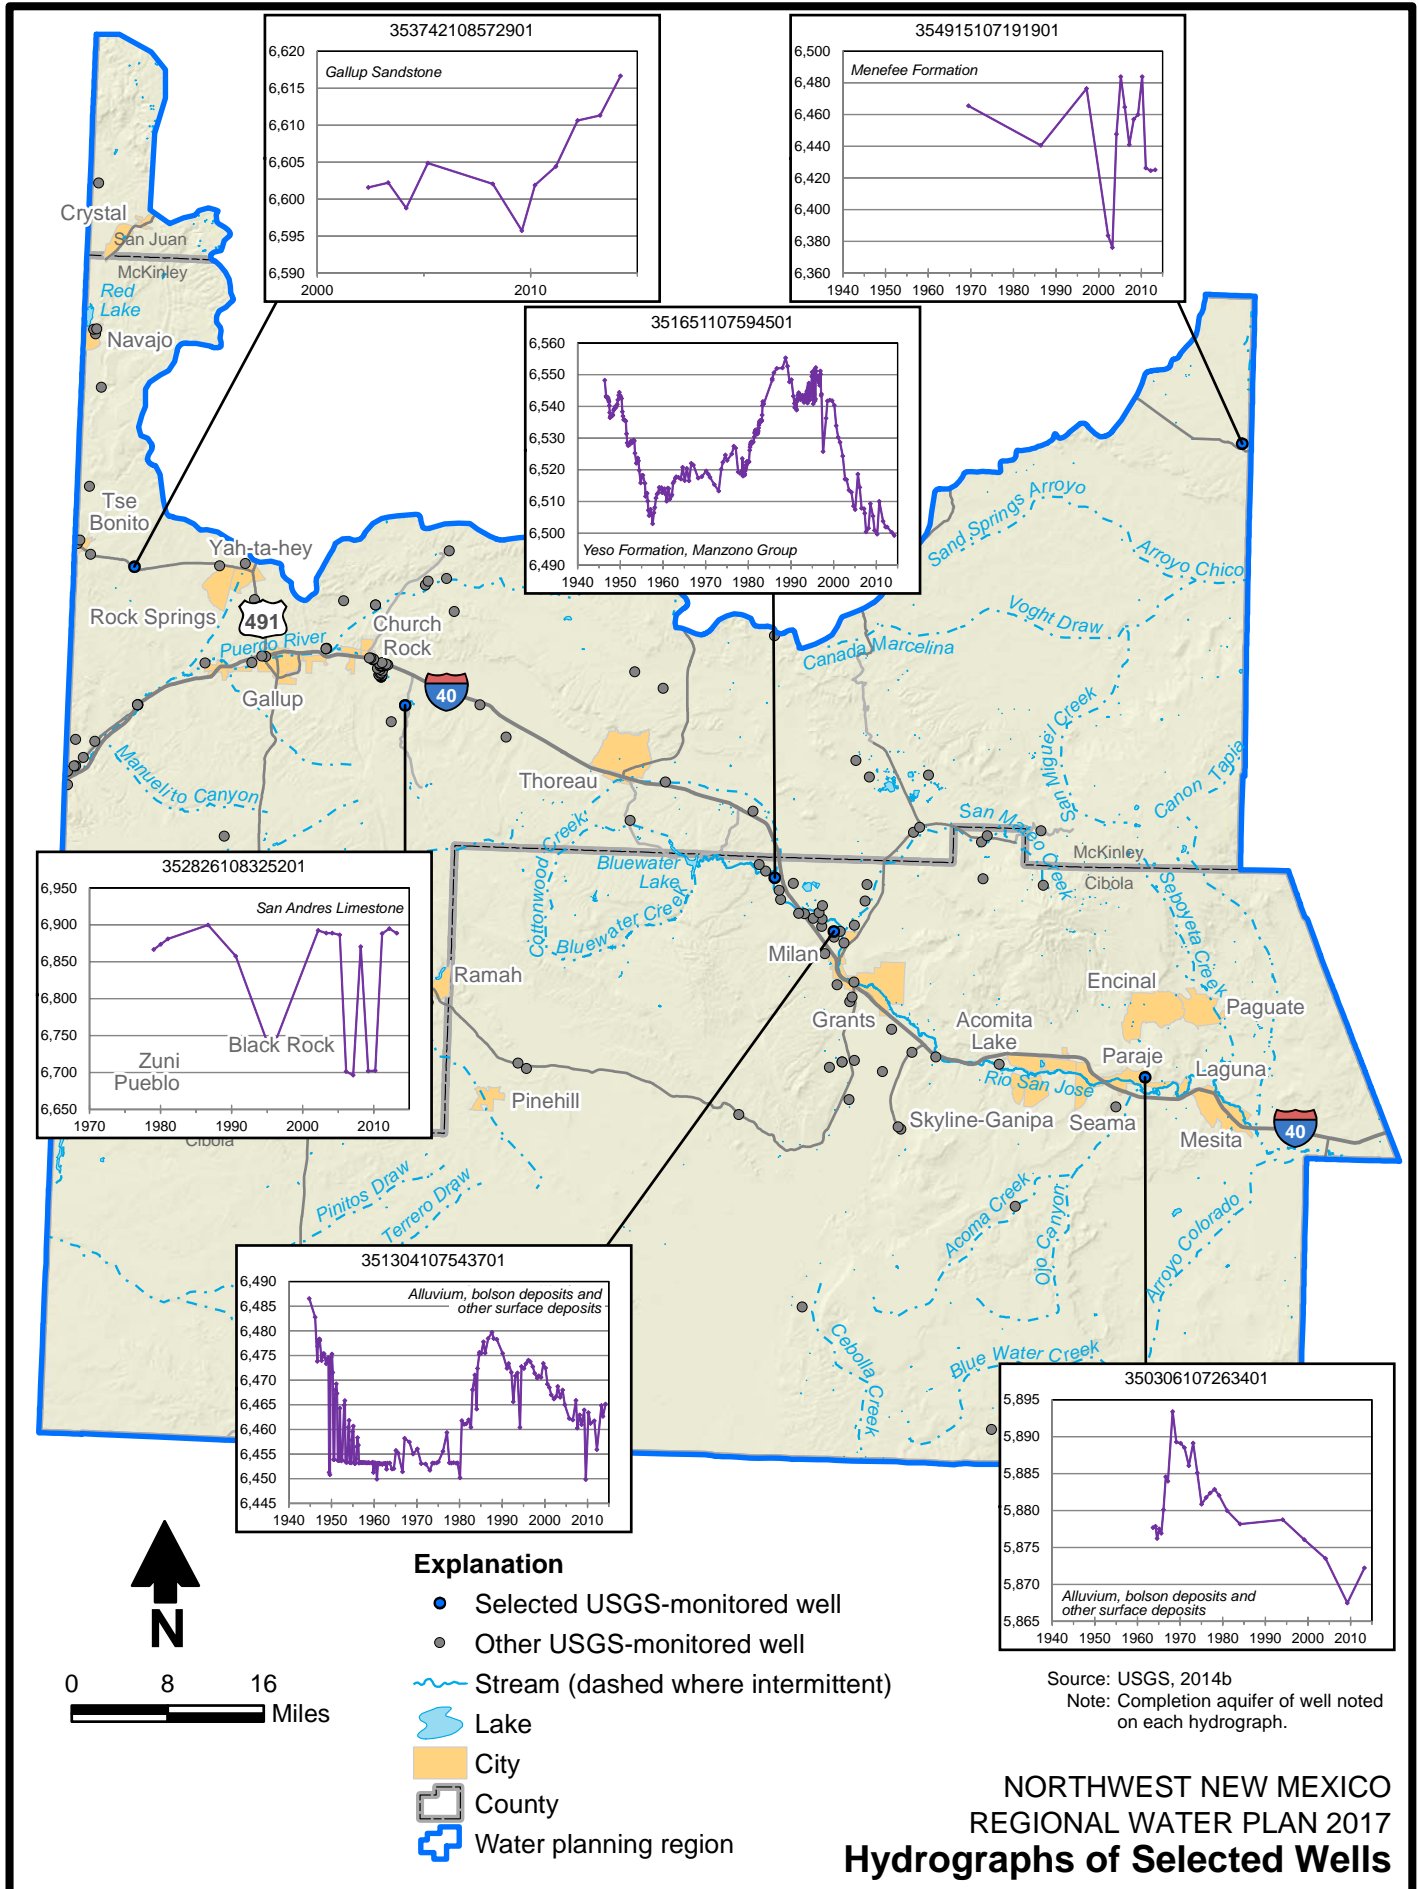 353742108572901
6,620
6,615
6,610
6,605
6,600
6,595
6,590
Gallup Sandstone
2000
2010
354915107191901
6,500
6,480
6,460
6,440
6,420
6,400
6,380
6,360
Menefee Formation
1940 1950 1960 1970 1980 1990 2000 2010
351651107594501
6,560
6,550
6,540
6,530
6,520
6,510
6,500
6,490
Yeso Formation, Manzono Group
1940 1950 1960 1970 1980 1990 2000 2010
Crystal
San Juan
McKinley
Red
Lake
Navajo
Tse
Bonito
Yah-ta-hey
Rock Springs
491
Church
Rock
Puerco River
Gallup
40
Manuelito Canyon
Thoreau
Sand Springs Arroyo
Arroyo Chico
Voght Draw
Canada Marcelina
San Miguel Creek
Canon Tapia
San Mateo Creek
McKinley
Cibola
Seboyeta Creek
Cottonwood Creek
Bluewater
Lake
Bluewater Creek
Milan
Ramah
Grants
Encinal
Paguate
Acomita
Lake
Paraje
Laguna
Rio San Jose
Pinehill
Skyline-Ganipa
Seama
Mesita
40
352826108325201
6,950
6,900
6,850
6,800
6,750
6,700
6,650
San Andres Limestone
Black Rock
Zuni
Pueblo
1970 1980 1990 2000 2010
Cibola
Pinitos Draw
Terrero Draw
Acoma Creek
Ojo Canyon
Arroyo Colorado
Cebolla Creek
Blue Water Creek
351304107543701
6,490
6,485
6,480
6,475
6,470
6,465
6,460
6,455
6,450
6,445
Alluvium, bolson deposits and
other surface deposits
1940 1950 1960 1970 1980 1990 2000 2010
350306107263401
5,895
5,890
5,885
5,880
5,875
5,870
5,865
Alluvium, bolson deposits and
other surface deposits
1940 1950 1960 1970 1980 1990 2000 2010
N
0 8 16
Miles
Explanation
Selected USGS-monitored well
Other USGS-monitored well
Stream (dashed where intermittent)
Lake
City
County
Water planning region
Source: USGS, 2014b
Note: Completion aquifer of well noted
on each hydrograph.
NORTHWEST NEW MEXICO
REGIONAL WATER PLAN 2017
Hydrographs of Selected Wells